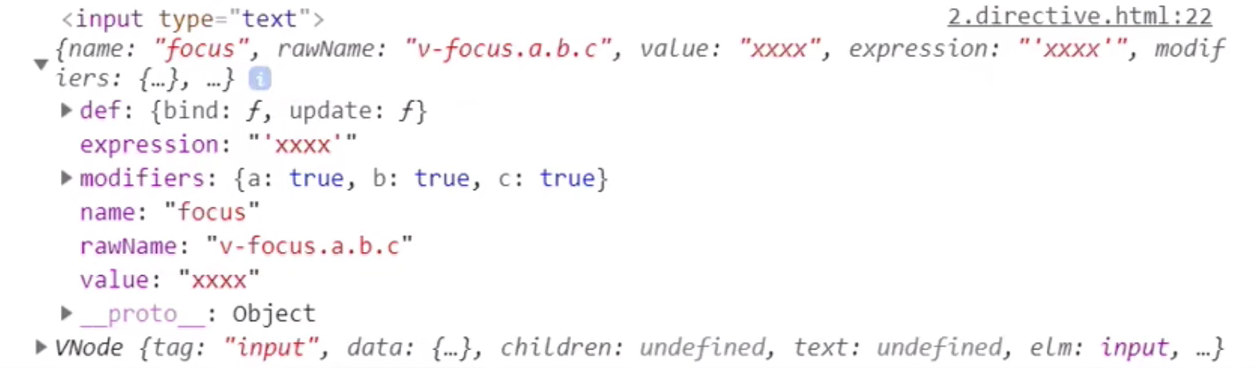 <input type="text"> 2.directive.html:22
{name: "focus", rawName: "v-focus.a.b.c", value: "xxxx", expression: "'xxxx'", modif
iers: {…}, …} i
def: {bind: ƒ, update: ƒ}
expression: "'xxxx'"
modifiers: {a: true, b: true, c: true}
name: "focus"
rawName: "v-focus.a.b.c"
value: "xxxx"
__proto__: Object
VNode {tag: "input", data: {…}, children: undefined, text: undefined, elm: input, …}